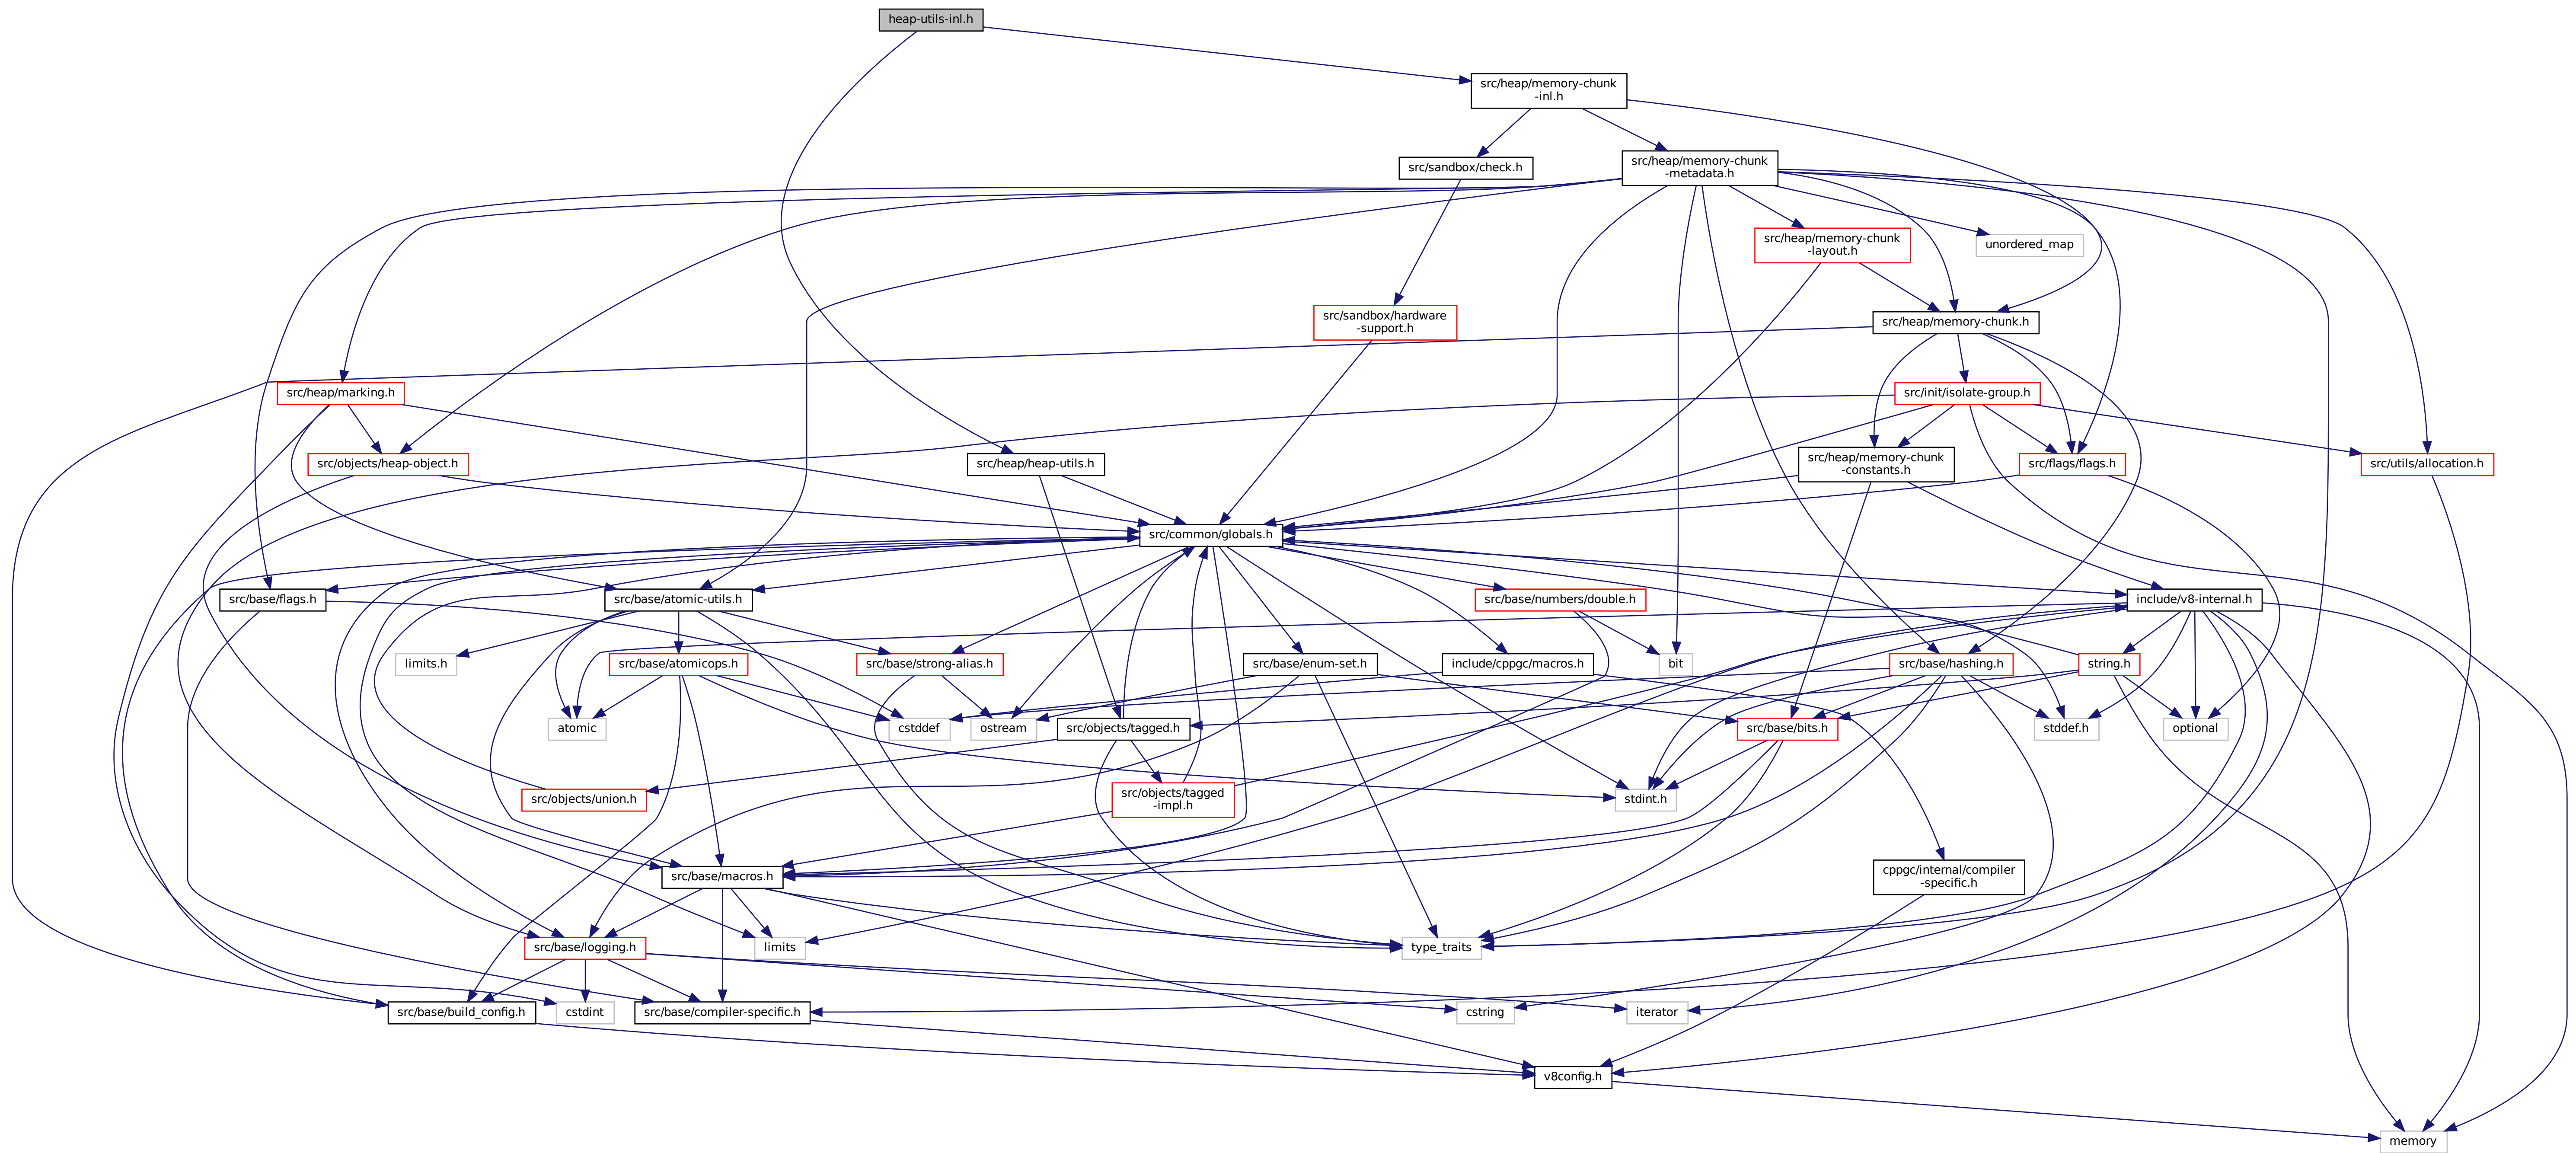 heap-utils-inl.h
src/heap/memory-chunk
-inl.h
src/sandbox/check.h
src/heap/memory-chunk
-metadata.h
src/heap/memory-chunk
-layout.h
unordered_map
src/sandbox/hardware
-support.h
src/heap/memory-chunk.h
src/heap/marking.h
src/init/isolate-group.h
src/objects/heap-object.h
src/heap/heap-utils.h
src/heap/memory-chunk
-constants.h
src/flags/flags.h
src/utils/allocation.h
src/common/globals.h
src/base/flags.h
src/base/atomic-utils.h
src/base/numbers/double.h
include/v8-internal.h
limits.h
src/base/atomicops.h
src/base/strong-alias.h
src/base/enum-set.h
include/cppgc/macros.h
bit
src/base/hashing.h
string.h
atomic
cstddef
ostream
src/objects/tagged.h
src/base/bits.h
stddef.h
optional
src/objects/union.h
src/objects/tagged
-impl.h
stdint.h
src/base/macros.h
cppgc/internal/compiler
-specific.h
src/base/logging.h
limits
type_traits
src/base/build_config.h
cstdint
src/base/compiler-specific.h
cstring
iterator
v8config.h
memory